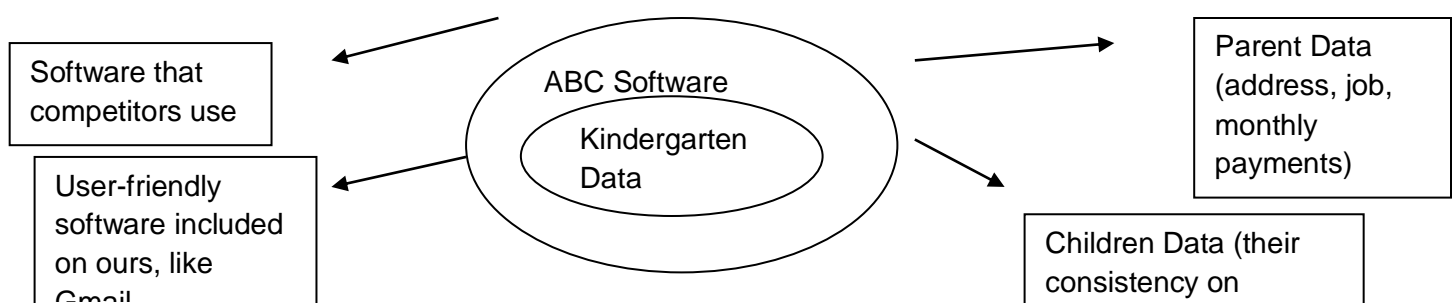 Software that
competitors use
User-friendly
software included
on ours, like
Gmail
ABC Software
Kindergarten
Data
Parent Data
(address, job,
monthly
payments)
Children Data (their
consistency on